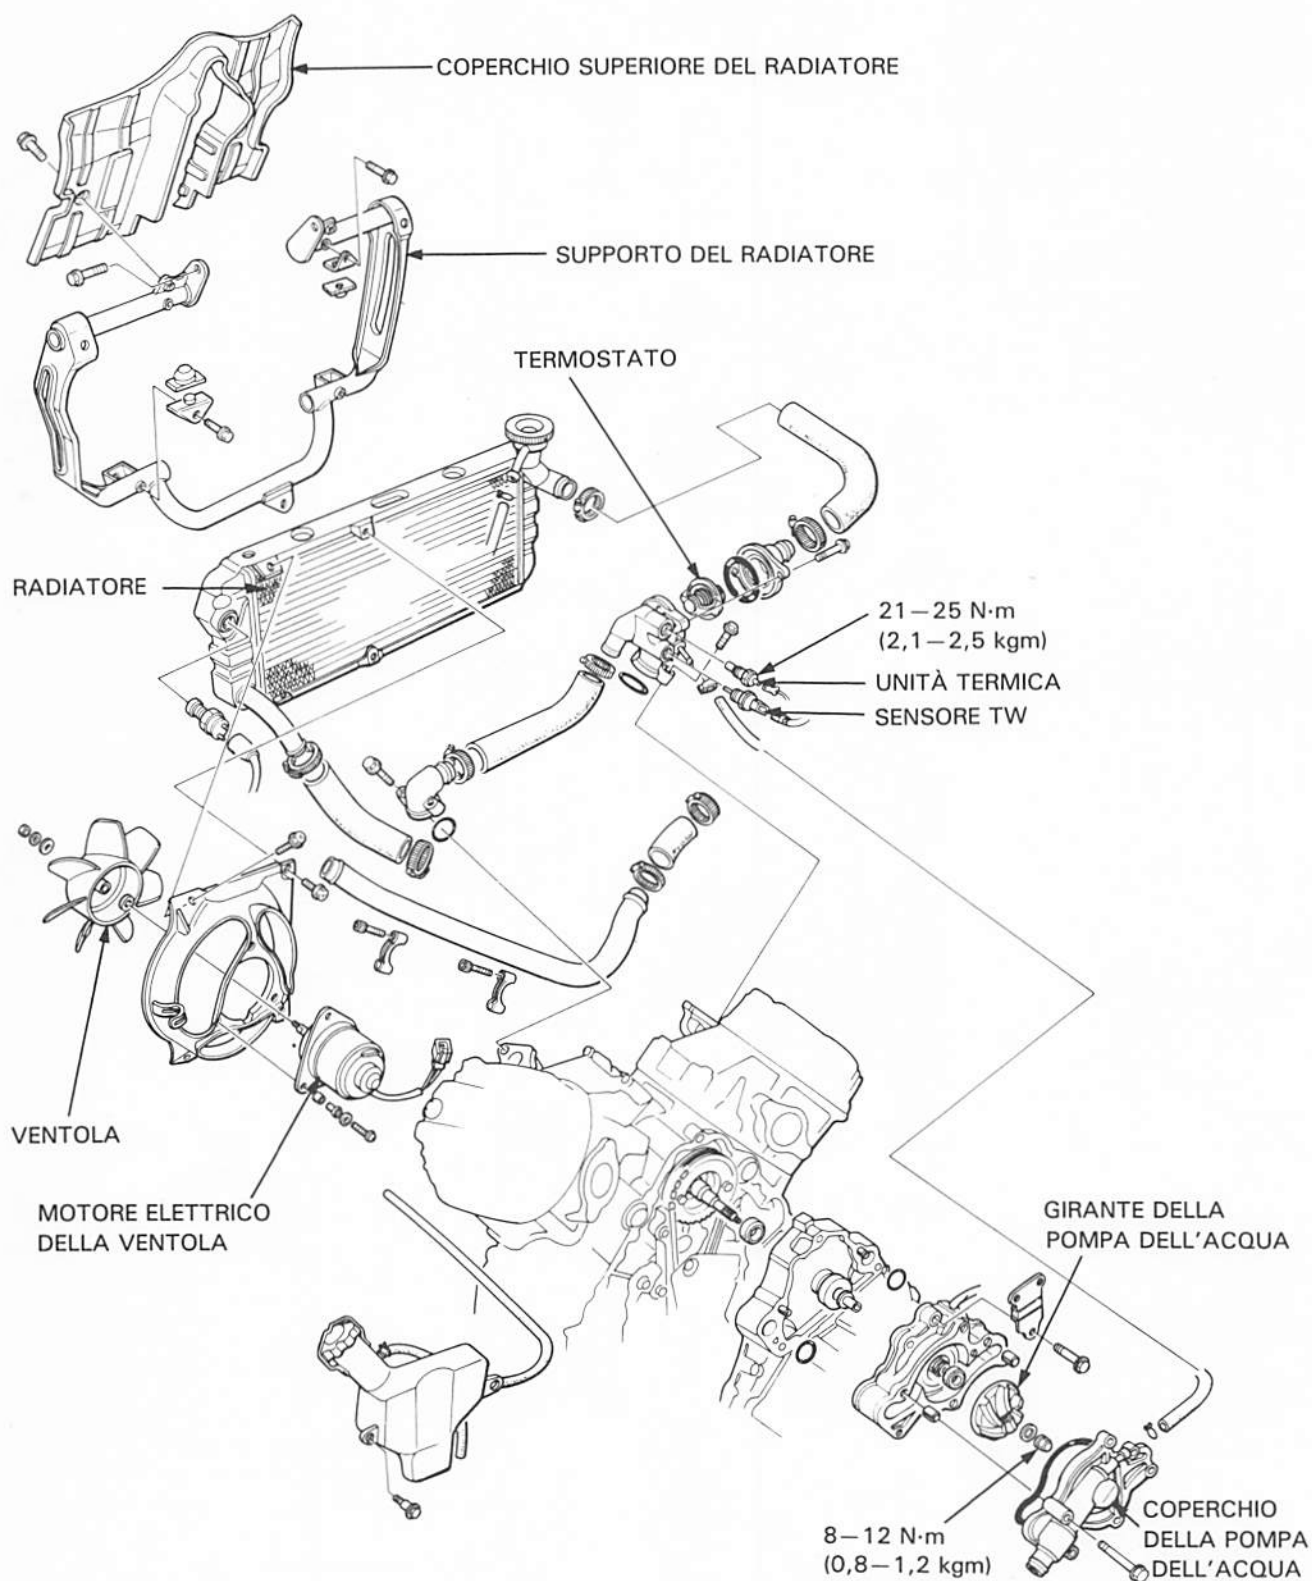 COPERCHIO SUPERIORE DEL RADIATORE
SUPPORTO DEL RADIATORE
TERMOSTATO
RADIATORE
21—25 N·m
(2,1—2,5 kgm)
UNITÀ TERMICA
SENSORE TW
VENTOLA
MOTORE ELETTRICO
DELLA VENTOLA
GIRANTE DELLA
POMPA DELL'ACQUA
8—12 N·m
(0,8—1,2 kgm)
COPERCHIO
DELLA POMPA
DELL'ACQUA